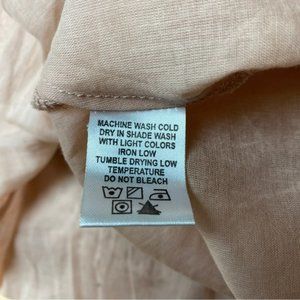 MACHINE WASH COLD
DRY IN SHADE WASH
WITH LIGHT COLORS
IRON LOW
TUMBLE DRYING LOW
TEMPERATURE
DO NOT BLEACH